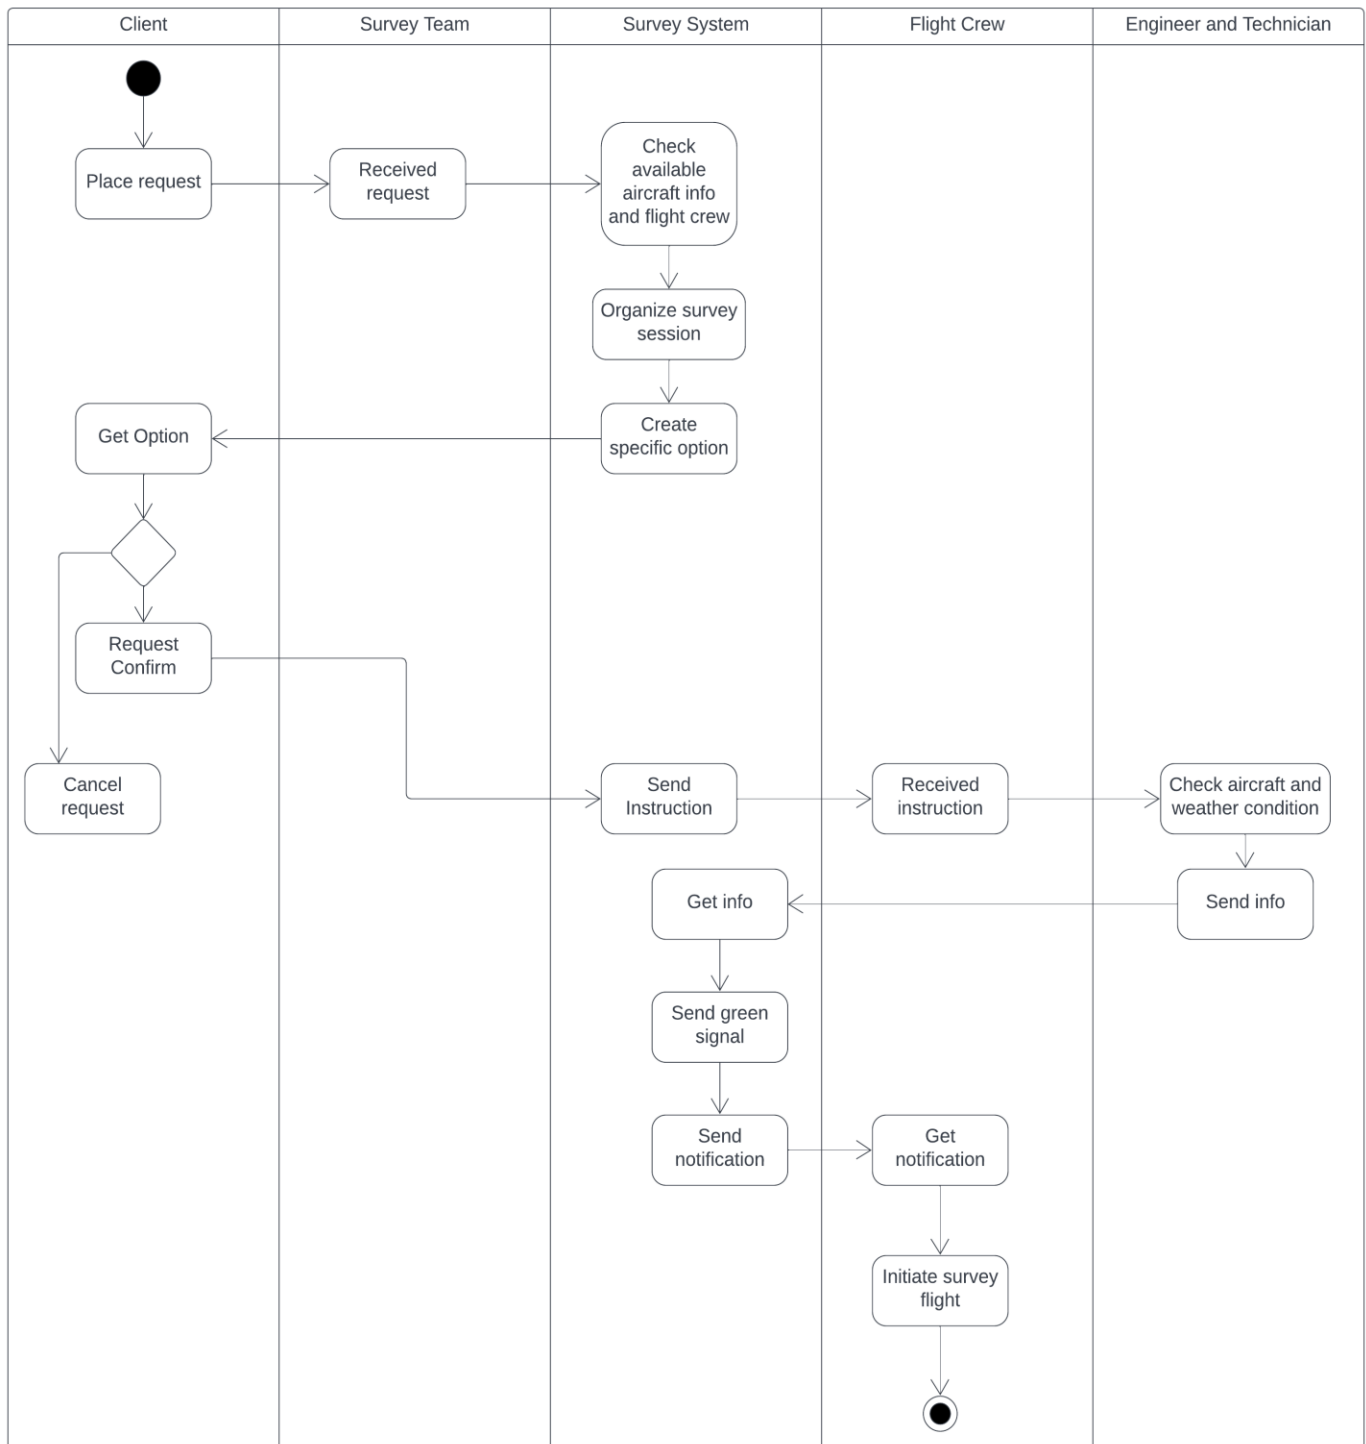 Client
Survey Team
Survey System
Flight Crew
Engineer and Technician
Place request
Received
request
Check
available
aircraft info
and flight crew
Organize survey
session
Get Option
Create
specific option
Request
Confirm
Cancel
request
Send
Instruction
Received
instruction
Check aircraft and
weather condition
Get info
Send info
Send green
signal
Send
notification
Get
notification
Initiate survey
flight